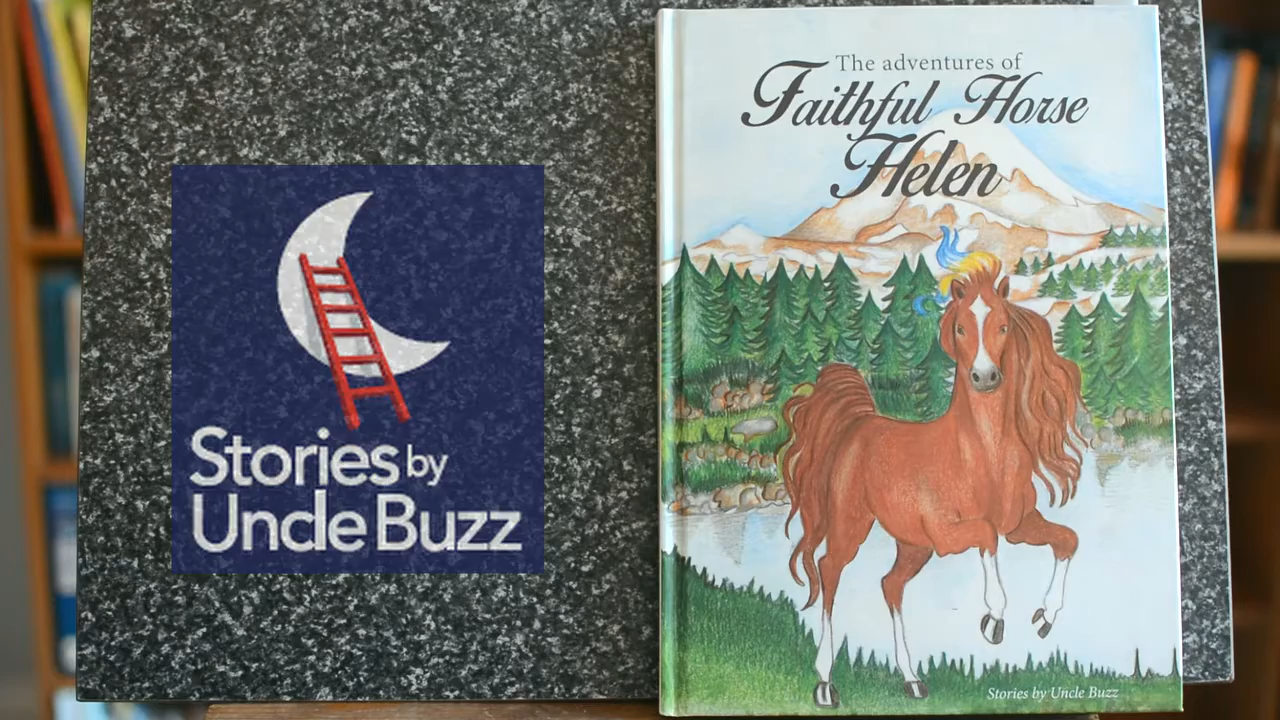 Stories by
Uncle Buzz
The adventures of
Faithful Horse
Helen
Stories by Uncle Buzz